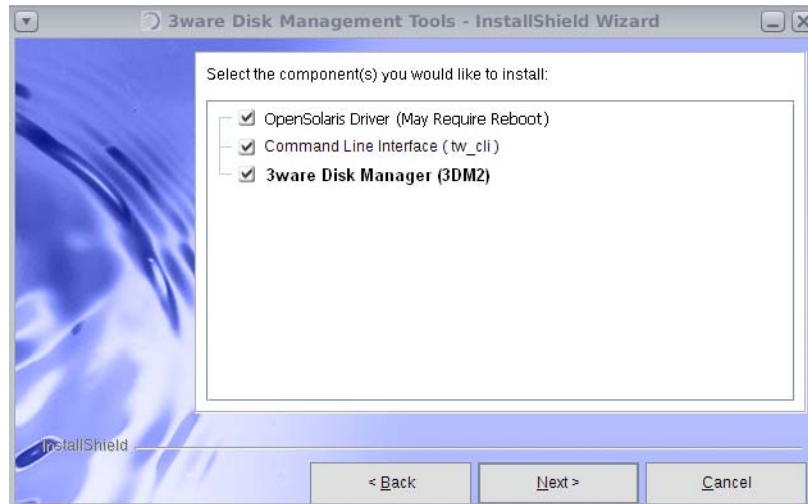 3ware Disk Management Tools - InstallShield Wizard
Select the component(s) you would like to install:
OpenSolaris Driver (May Require Reboot)
Command Line Interface (tw_cli)
3ware Disk Manager (3DM2)
InstallShield
< Back
Next >
Cancel